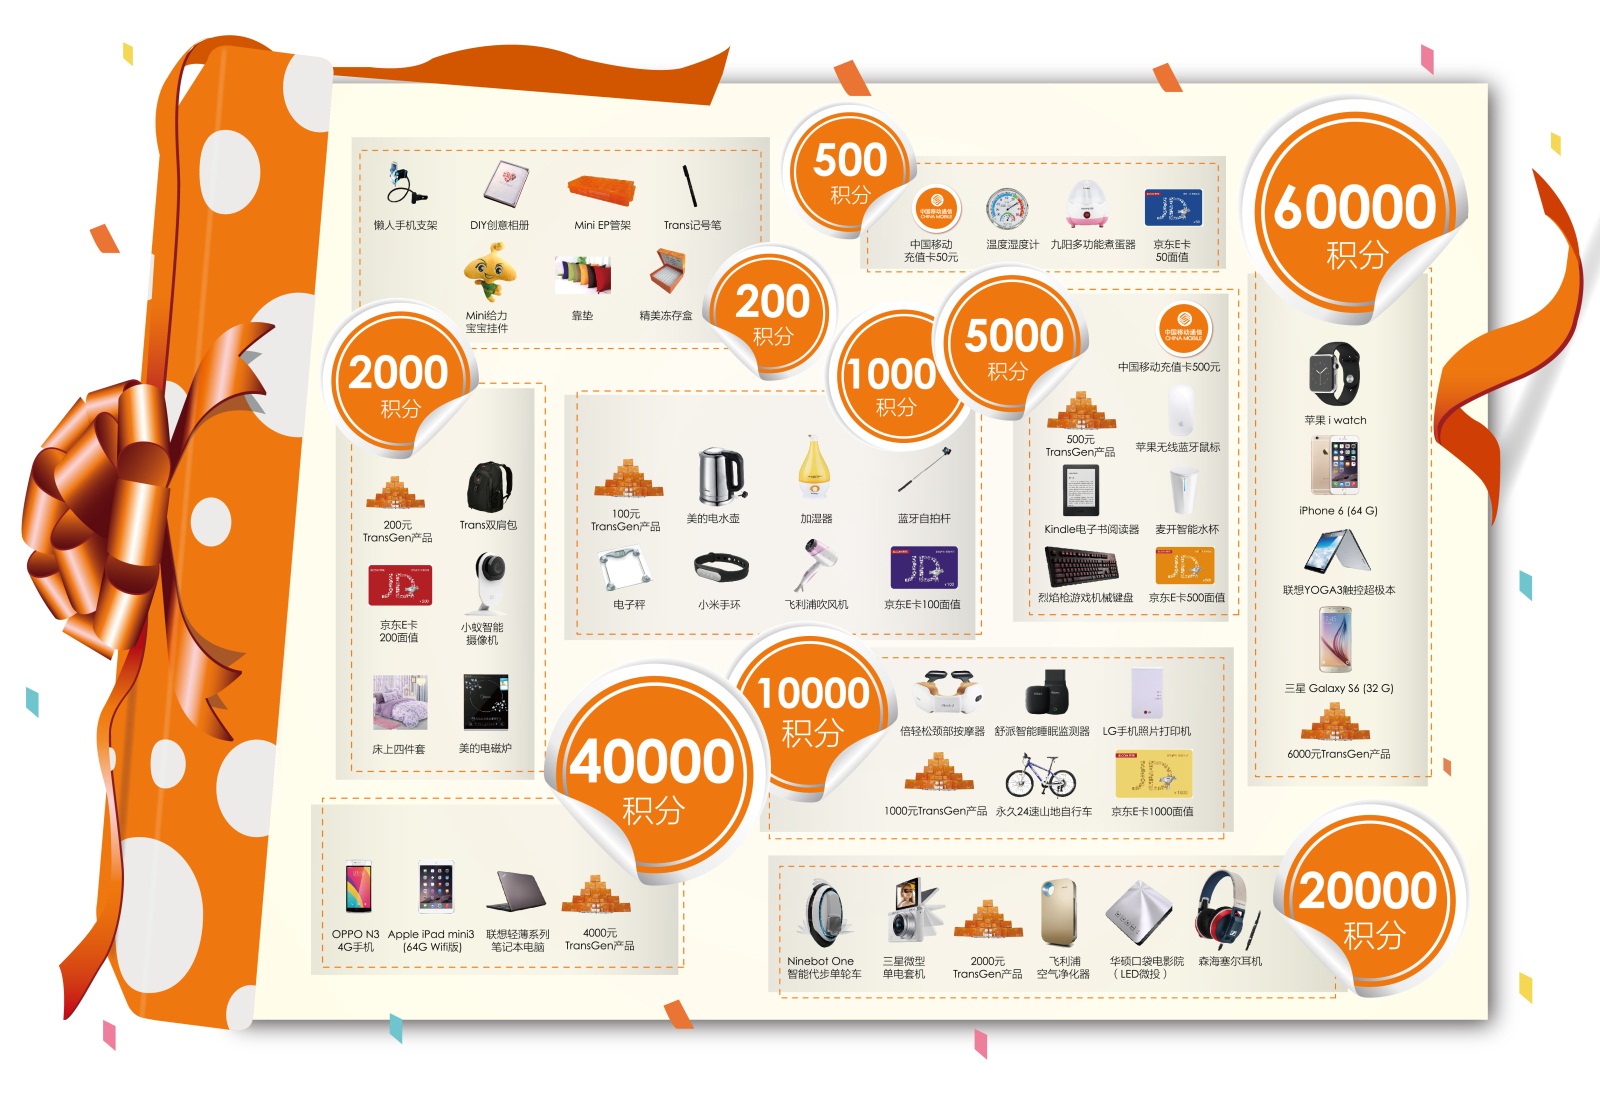 200
积分
懒人手机支架
DIY创意相册
Mini EP管架
Trans记号笔
Mini给力
宝宝挂件
靠垫
精美冻存盒
500
积分
中国移动通信
CHINA MOBILE
中国移动
充值卡50元
温度湿度计
九阳多功能煮蛋器
京东E卡
50面值
1000
积分
100元
TransGen产品
美的电水壶
加湿器
蓝牙自拍杆
电子秤
小米手环
飞利浦吹风机
京东E卡100面值
2000
积分
200元
TransGen产品
Trans双肩包
京东E卡
200面值
小蚁智能
摄像机
床上四件套
美的电磁炉
5000
积分
中国移动通信
CHINA MOBILE
中国移动充值卡500元
500元
TransGen产品
苹果无线蓝牙鼠标
Kindle电子书阅读器
麦开智能水杯
烈焰枪游戏机械键盘
京东E卡500面值
10000
积分
倍轻松颈部按摩器
舒派智能睡眠监测器
LG手机照片打印机
1000元TransGen产品
永久24速山地自行车
京东E卡1000面值
20000
积分
Ninebot One
智能代步单轮车
三星微型
单电套机
2000元
TransGen产品
飞利浦
空气净化器
华硕口袋电影院
（LED微投）
森海塞尔耳机
40000
积分
OPPO N3
4G手机
Apple iPad mini3
(64G Wifi版)
联想轻薄系列
笔记本电脑
4000元
TransGen产品
60000
积分
苹果 i watch
iPhone 6 (64 G)
联想YOGA3触控超极本
三星 Galaxy S6 (32 G)
6000元TransGen产品